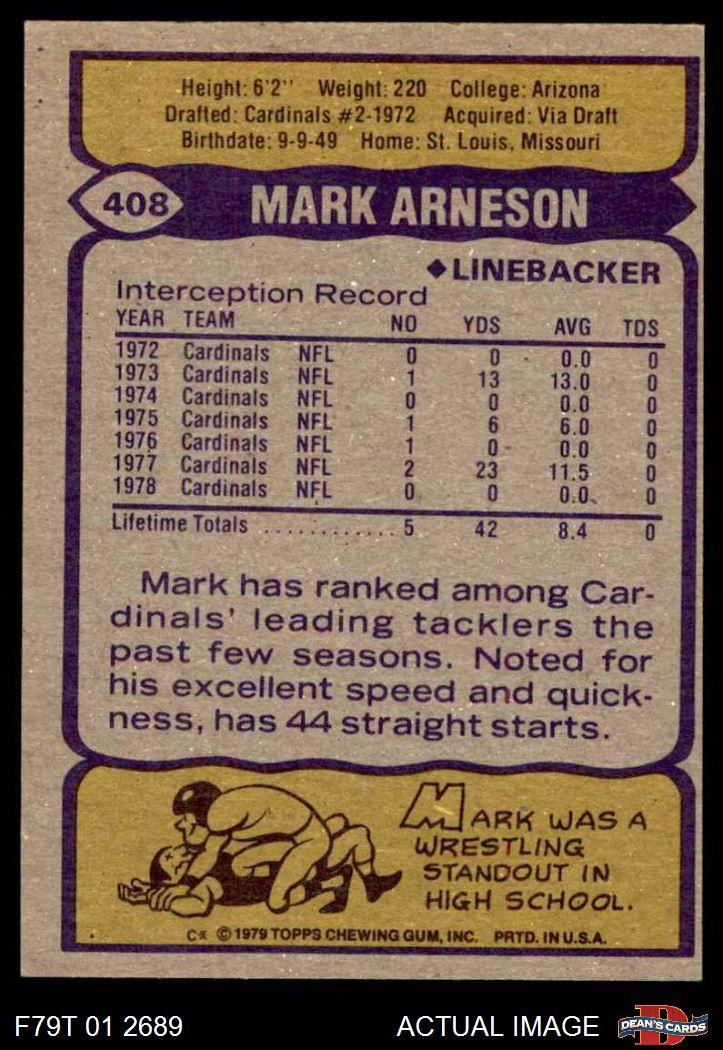 Height: 6'2" Weight: 220 College: Arizona
Drafted: Cardinals #2-1972 Acquired: Via Draft
Birthdate: 9-9-49 Home: St. Louis, Missouri
408 MARK ARNESON
◆LINEBACKER
Interception Record
YEAR TEAM NO YDS AVG TDS
1972 Cardinals NFL 0 0 0.0 0
1973 Cardinals NFL 1 13 13.0 0
1974 Cardinals NFL 0 0 0.0 0
1975 Cardinals NFL 1 6 6.0 0
1976 Cardinals NFL 1 0 0.0 0
1977 Cardinals NFL 2 23 11.5 0
1978 Cardinals NFL 0 0 0.0 0
Lifetime Totals ............ 5 42 8.4 0
Mark has ranked among Car-
dinals' leading tacklers the
past few seasons. Noted for
his excellent speed and quick-
ness, has 44 straight starts.
MARK WAS A
WRESTLING
STANDOUT IN
HIGH SCHOOL.
C* © 1979 TOPPS CHEWING GUM, INC. PRTD. IN U.S.A.
F79T 01 2689 ACTUAL IMAGE
D
DEAN'S CARDS